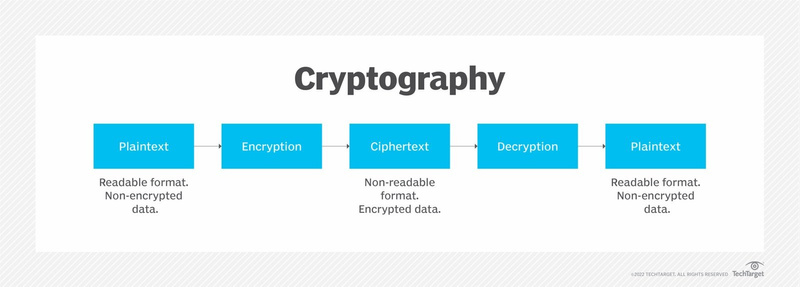 Cryptography
Plaintext
Encryption
Ciphertext
Decryption
Plaintext
Readable format.
Non-encrypted
data.
Non-readable
format.
Encrypted data.
Readable format.
Non-encrypted
data.
©2022 TECHTARGET. ALL RIGHTS RESERVED
TechTarget